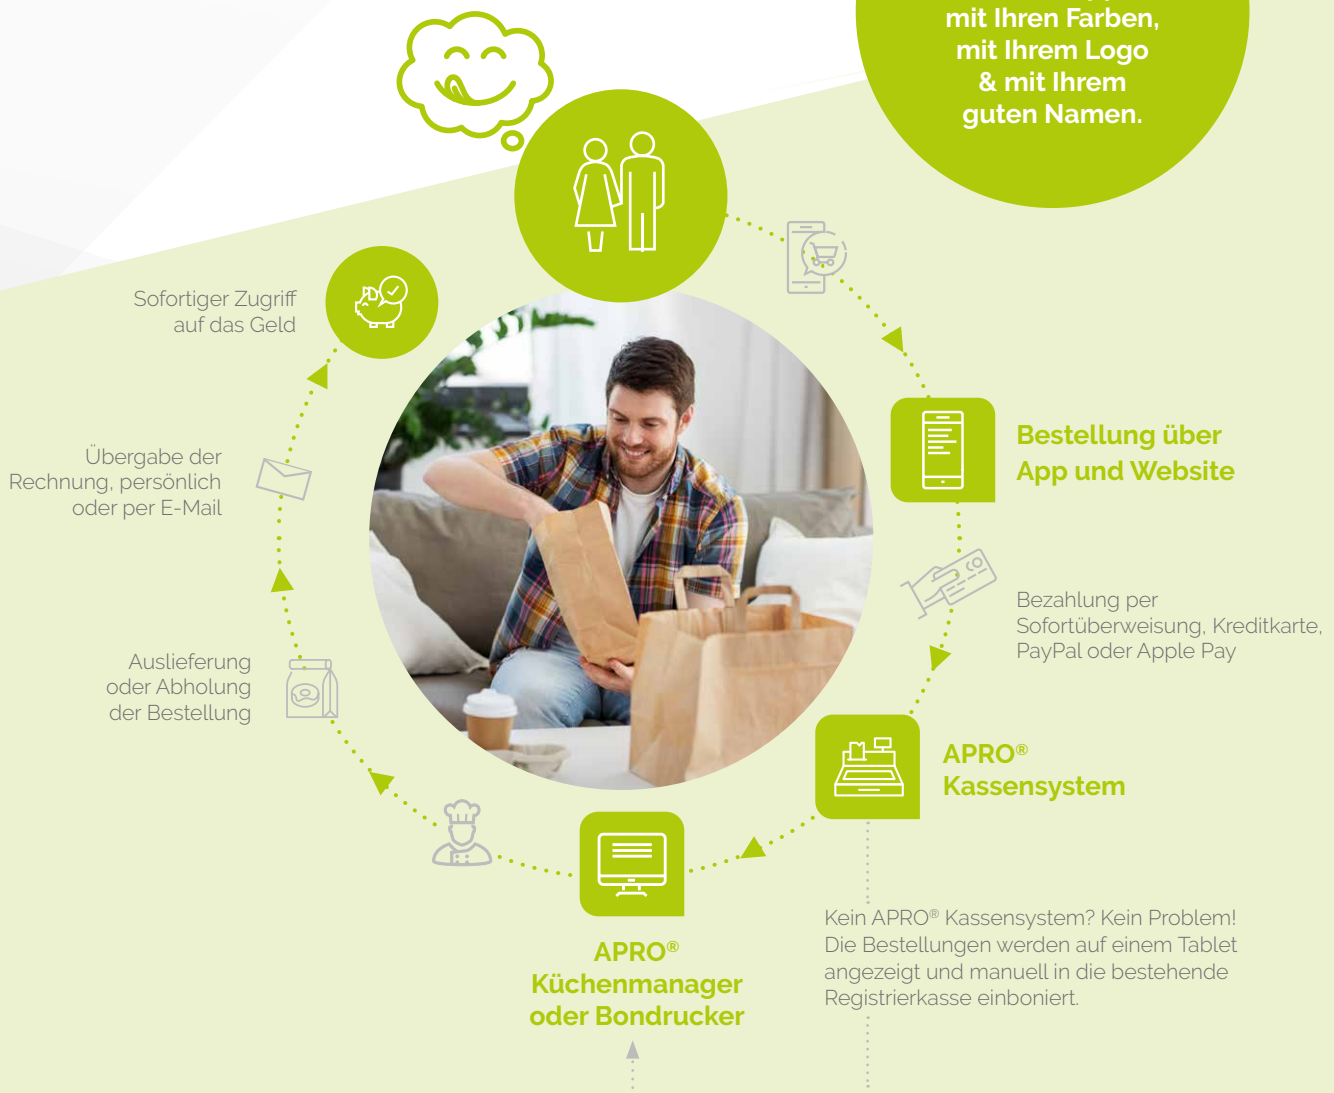 mit Ihren Farben,
mit Ihrem Logo
& mit Ihrem
guten Namen.
Sofortiger Zugriff
auf das Geld
Übergabe der
Rechnung, persönlich
oder per E-Mail
Auslieferung
oder Abholung
der Bestellung
Bestellung über
App und Website
Bezahlung per
Sofortüberweisung, Kreditkarte,
PayPal oder Apple Pay
APRO®
Kassensystem
Kein APRO® Kassensystem? Kein Problem!
Die Bestellungen werden auf einem Tablet
angezeigt und manuell in die bestehende
Registrierkasse einboniert.
APRO®
Küchenmanager
oder Bondrucker